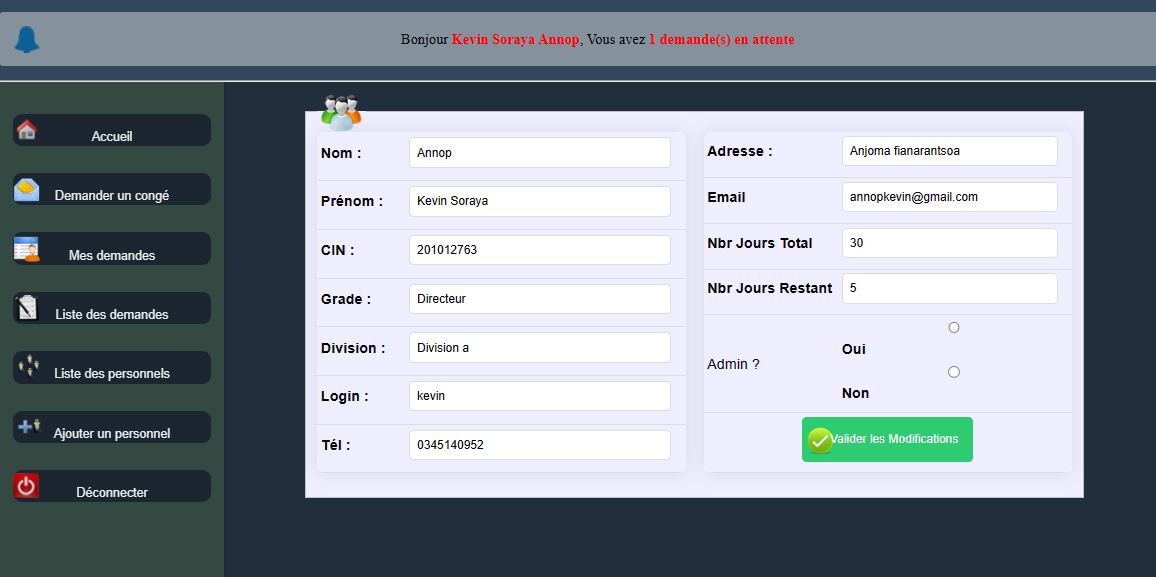 Bonjour Kevin Soraya Annop, Vous avez 1 demande(s) en attente
Accueil
Demander un congé
Mes demandes
Liste des demandes
Liste des personnels
Ajouter un personnel
Déconnecter
Nom : Annop
Prénom : Kevin Soraya
CIN : 201012763
Grade : Directeur
Division : Division a
Login : kevin
Tél : 0345140952
Adresse : Anjoma fianarantsoa
Email annopkevin@gmail.com
Nbr Jours Total 30
Nbr Jours Restant 5
Admin ?
Oui
Non
Valider les Modifications